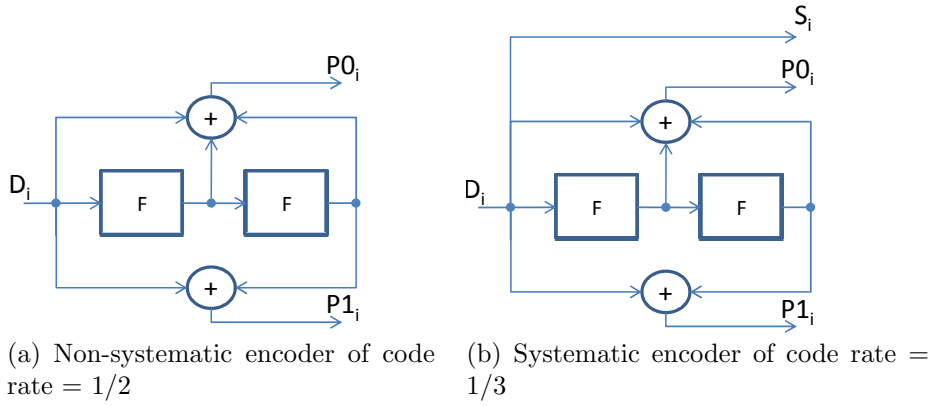 S_i
P0_i
P0_i
+
+
D_i
F
F
D_i
F
F
+
+
P1_i
P1_i
(a) Non-systematic encoder of code
rate = 1/2
(b) Systematic encoder of code rate =
1/3